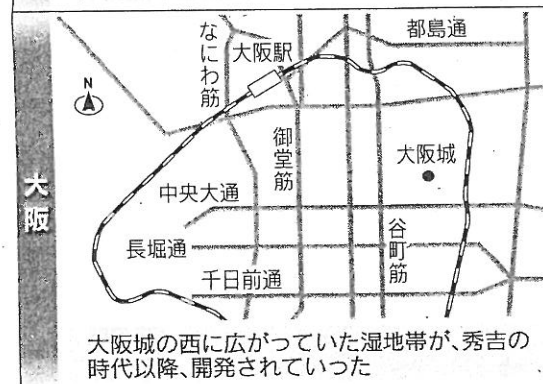 大阪
N
なにわ筋
大阪駅
都島通
御堂筋
大阪城
中央大通
長堀通
谷町筋
千日前通
大阪城の西に広がっていた湿地帯が、秀吉の
時代以降、開発されていった